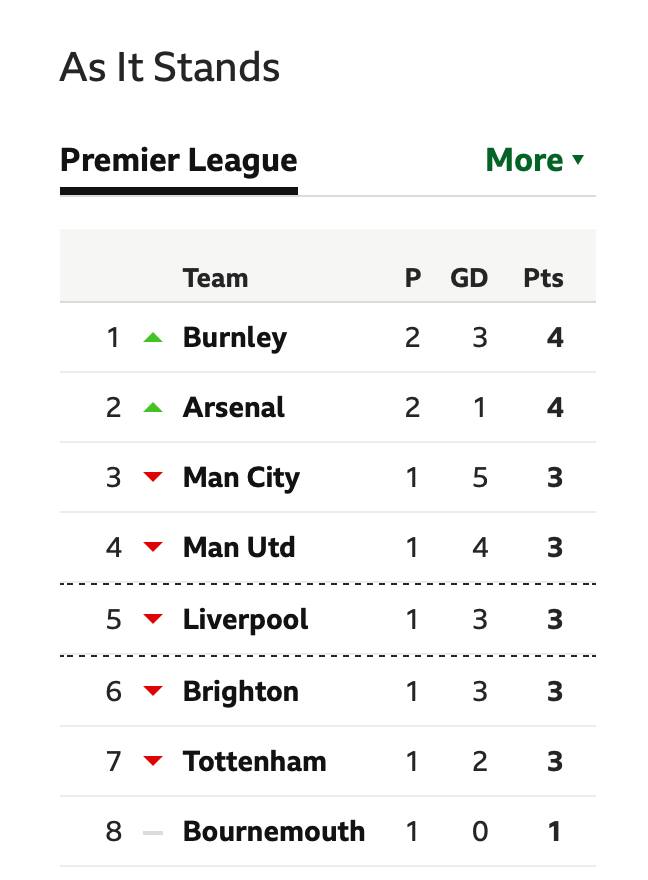 As It Stands
Premier League More
Team P GD Pts
1 Burnley 2 3 4
2 Arsenal 2 1 4
3 Man City 1 5 3
4 Man Utd 1 4 3
5 Liverpool 1 3 3
6 Brighton 1 3 3
7 Tottenham 1 2 3
8 Bournemouth 1 0 1